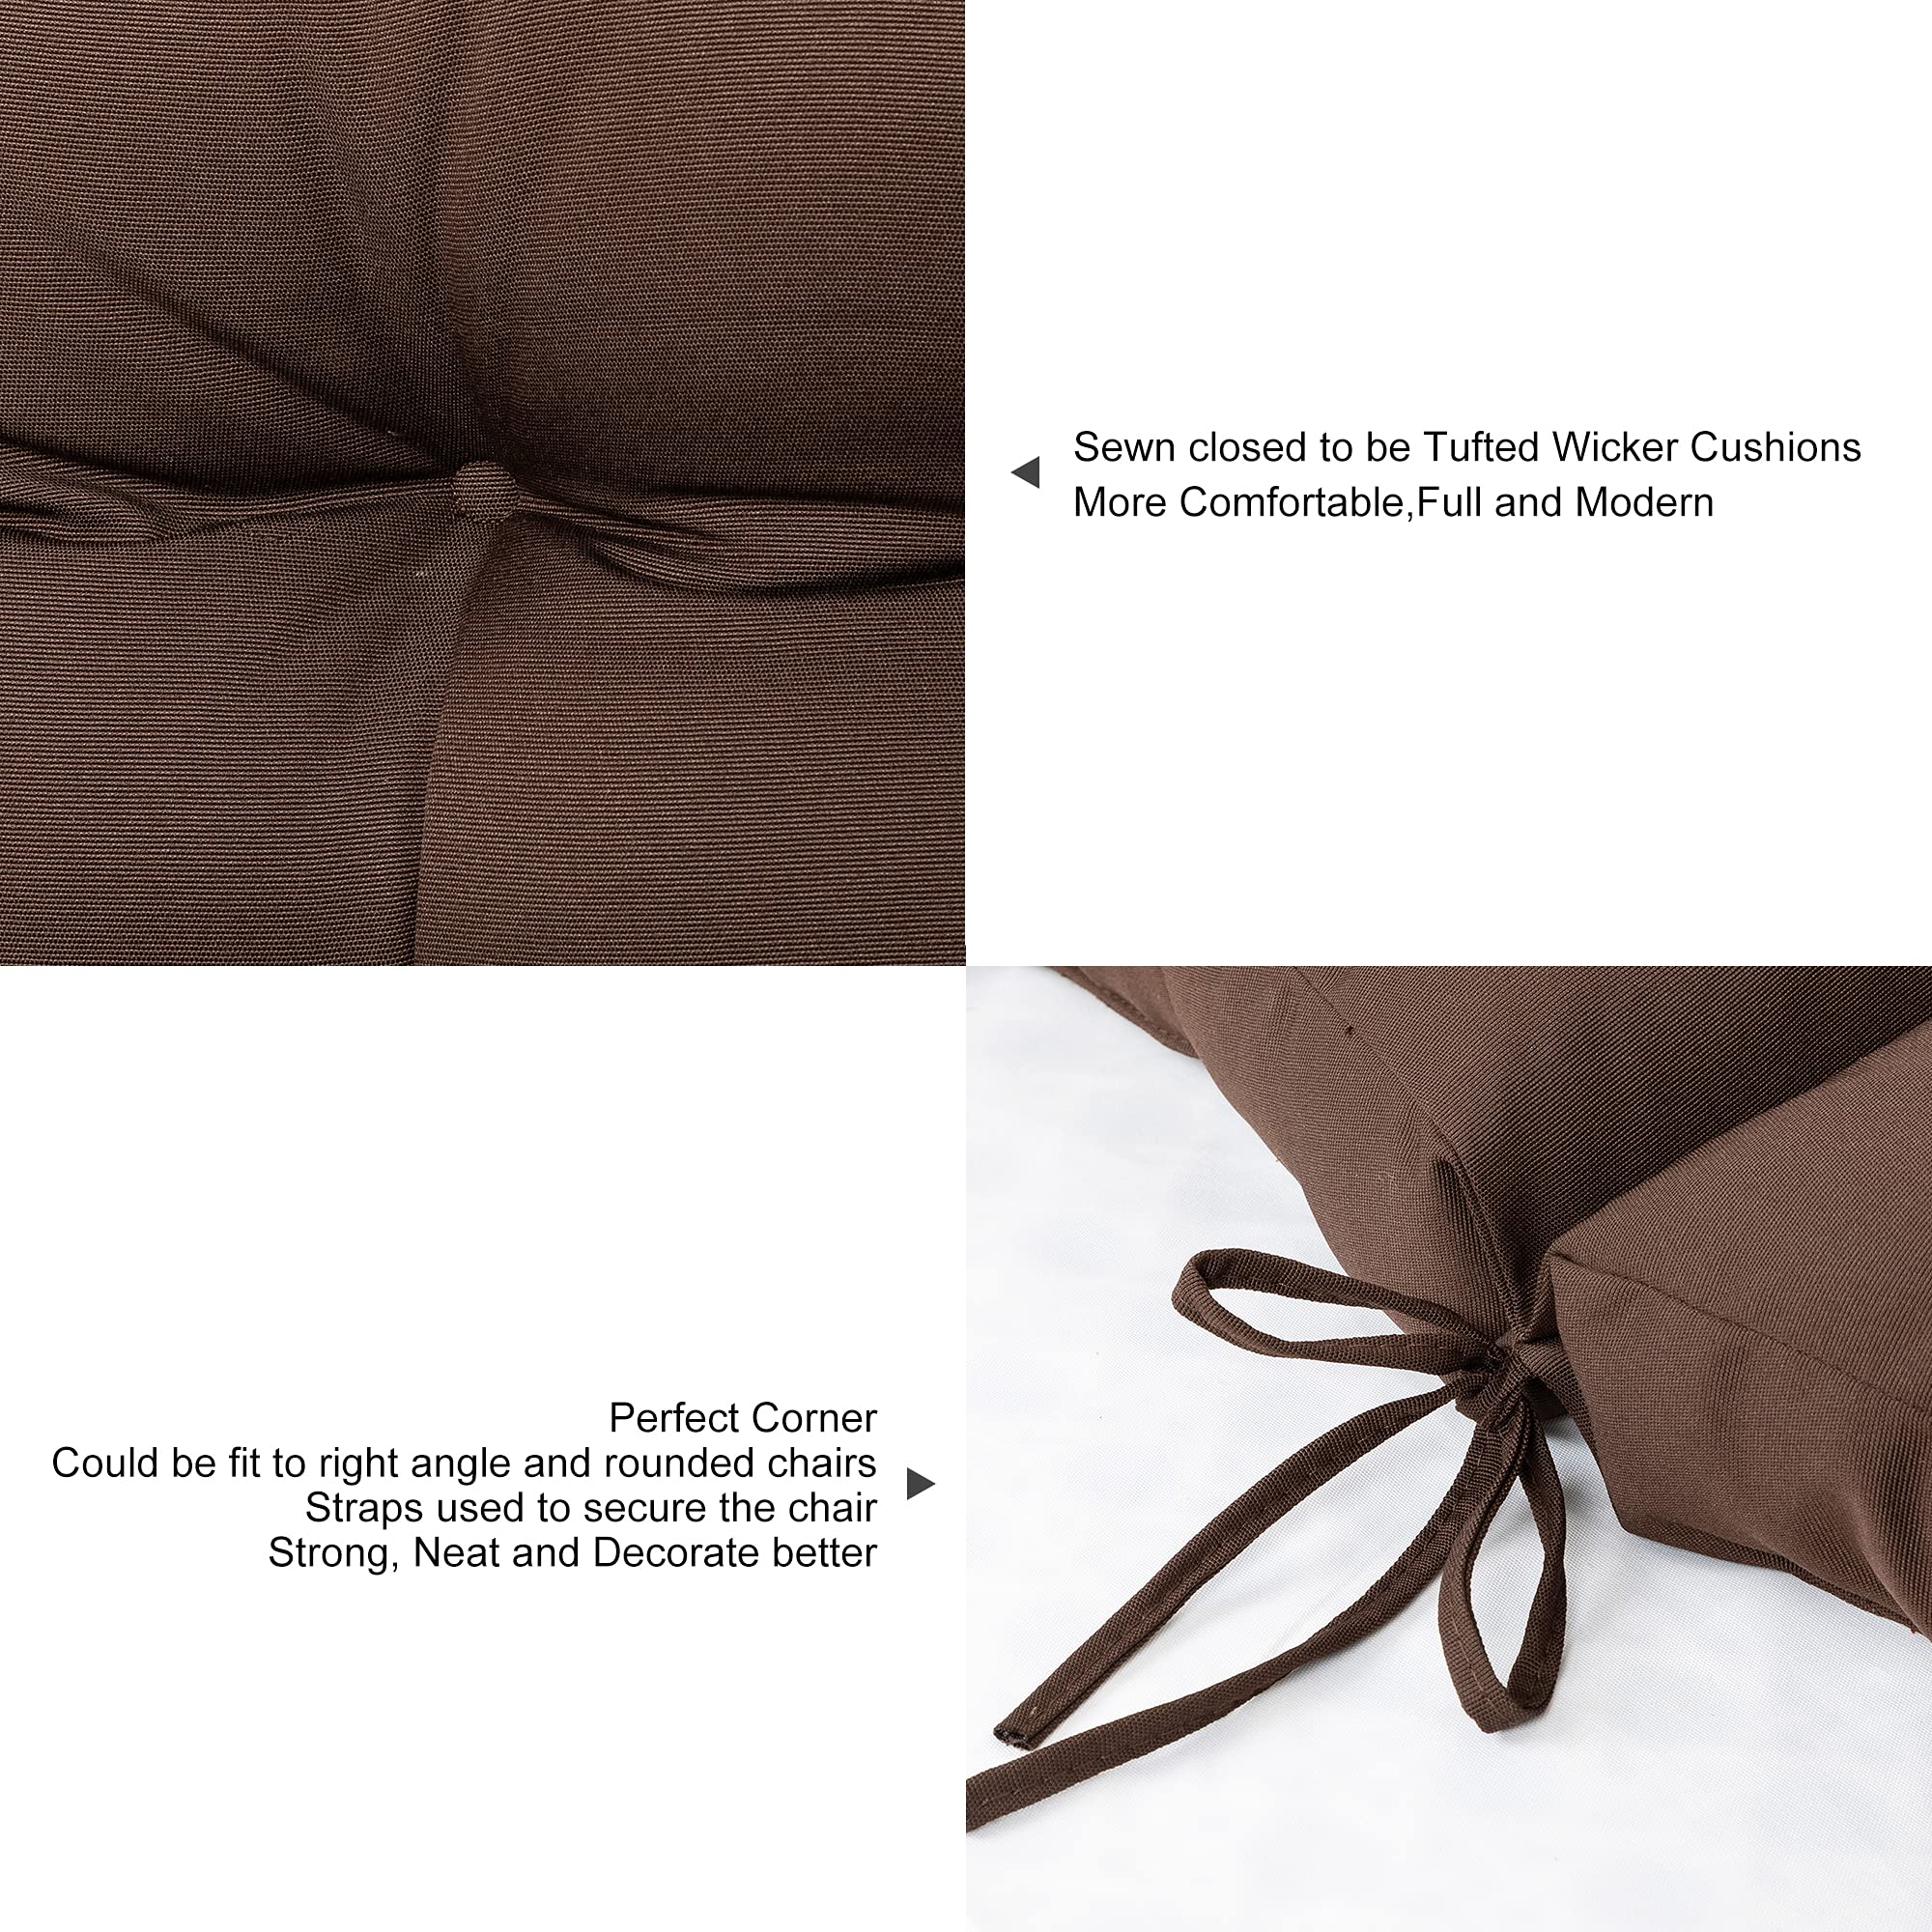 Sewn closed to be Tufted Wicker Cushions
More Comfortable,Full and Modern
Perfect Corner
Could be fit to right angle and rounded chairs
Straps used to secure the chair
Strong, Neat and Decorate better